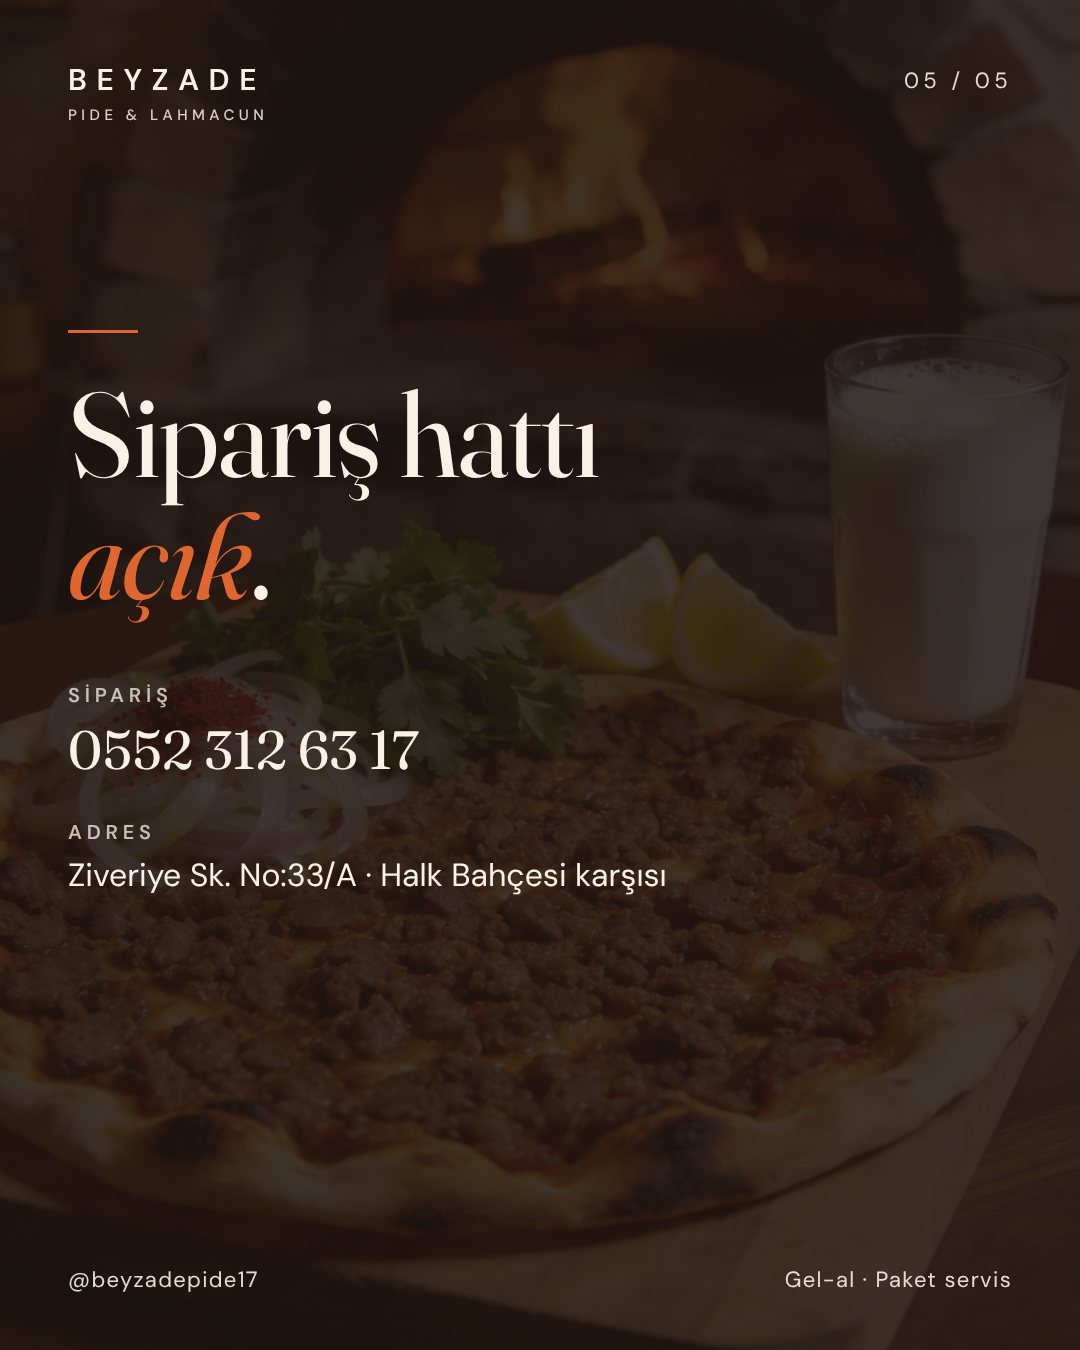 BEYZADE
PIDE & LAHMACUN
05 / 05
Sipariş hattı
açık.
SİPARİŞ
0552 312 63 17
ADRES
Ziveriye Sk. No:33/A · Halk Bahçesi karşısı
@beyzadepide17
Gel-al · Paket servis